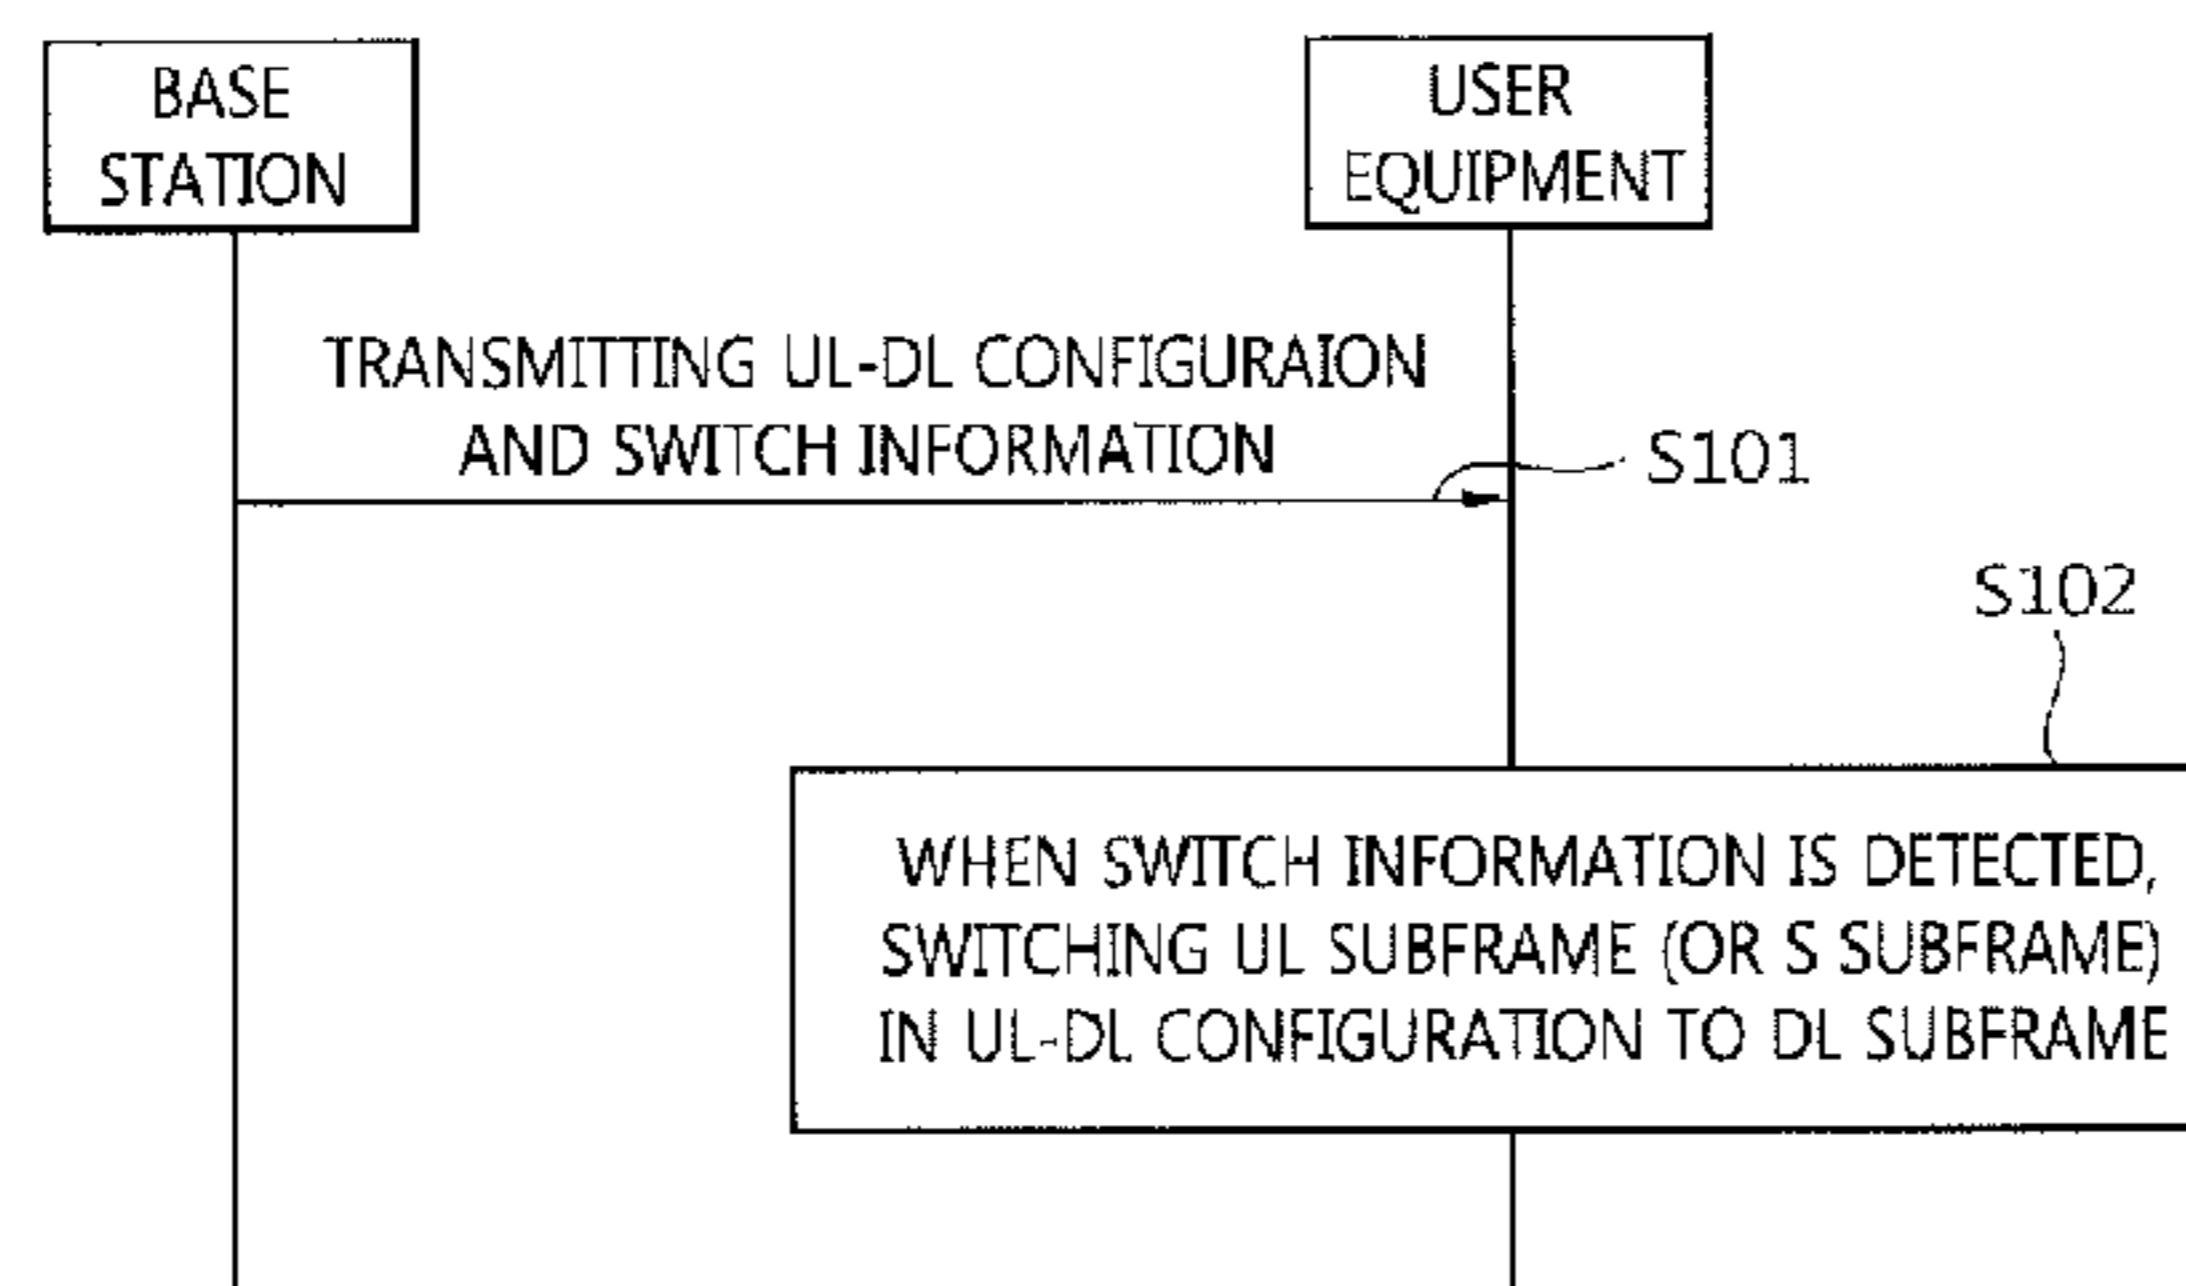 BASE
STATION
USER
EQUIPMENT
TRANSMITTING UL-DL CONFIGURAION
AND SWITCH INFORMATION
S101
S102
WHEN SWITCH INFORMATION IS DETECTED,
SWITCHING UL SUBFRAME (OR S SUBFRAME)
IN UL-DL CONFIGURATION TO DL SUBFRAME